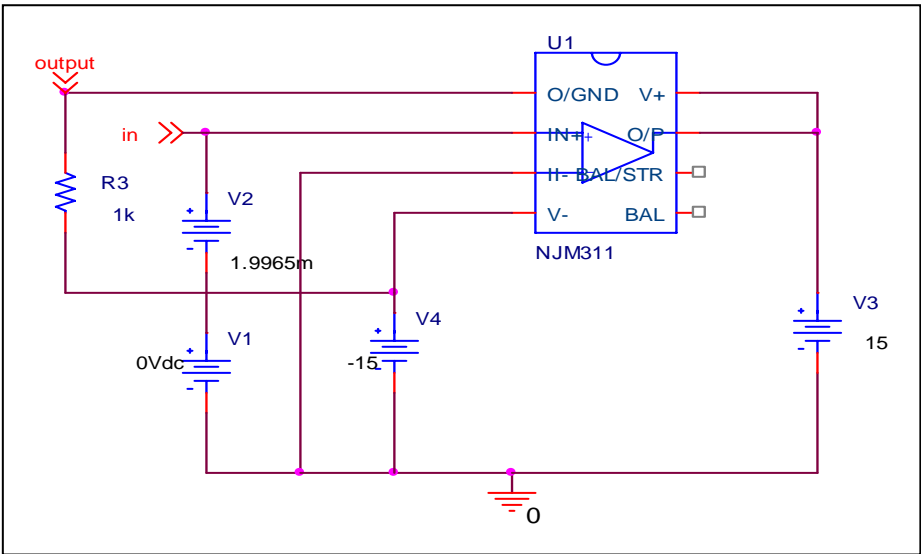 U1
output
O/GND V+
in
IN+ O/P
II- BAL/STR
R3
1k
V2
V- BAL
NJM311
1.9965m
V1
0Vdc
V4
-15
V3
15
0